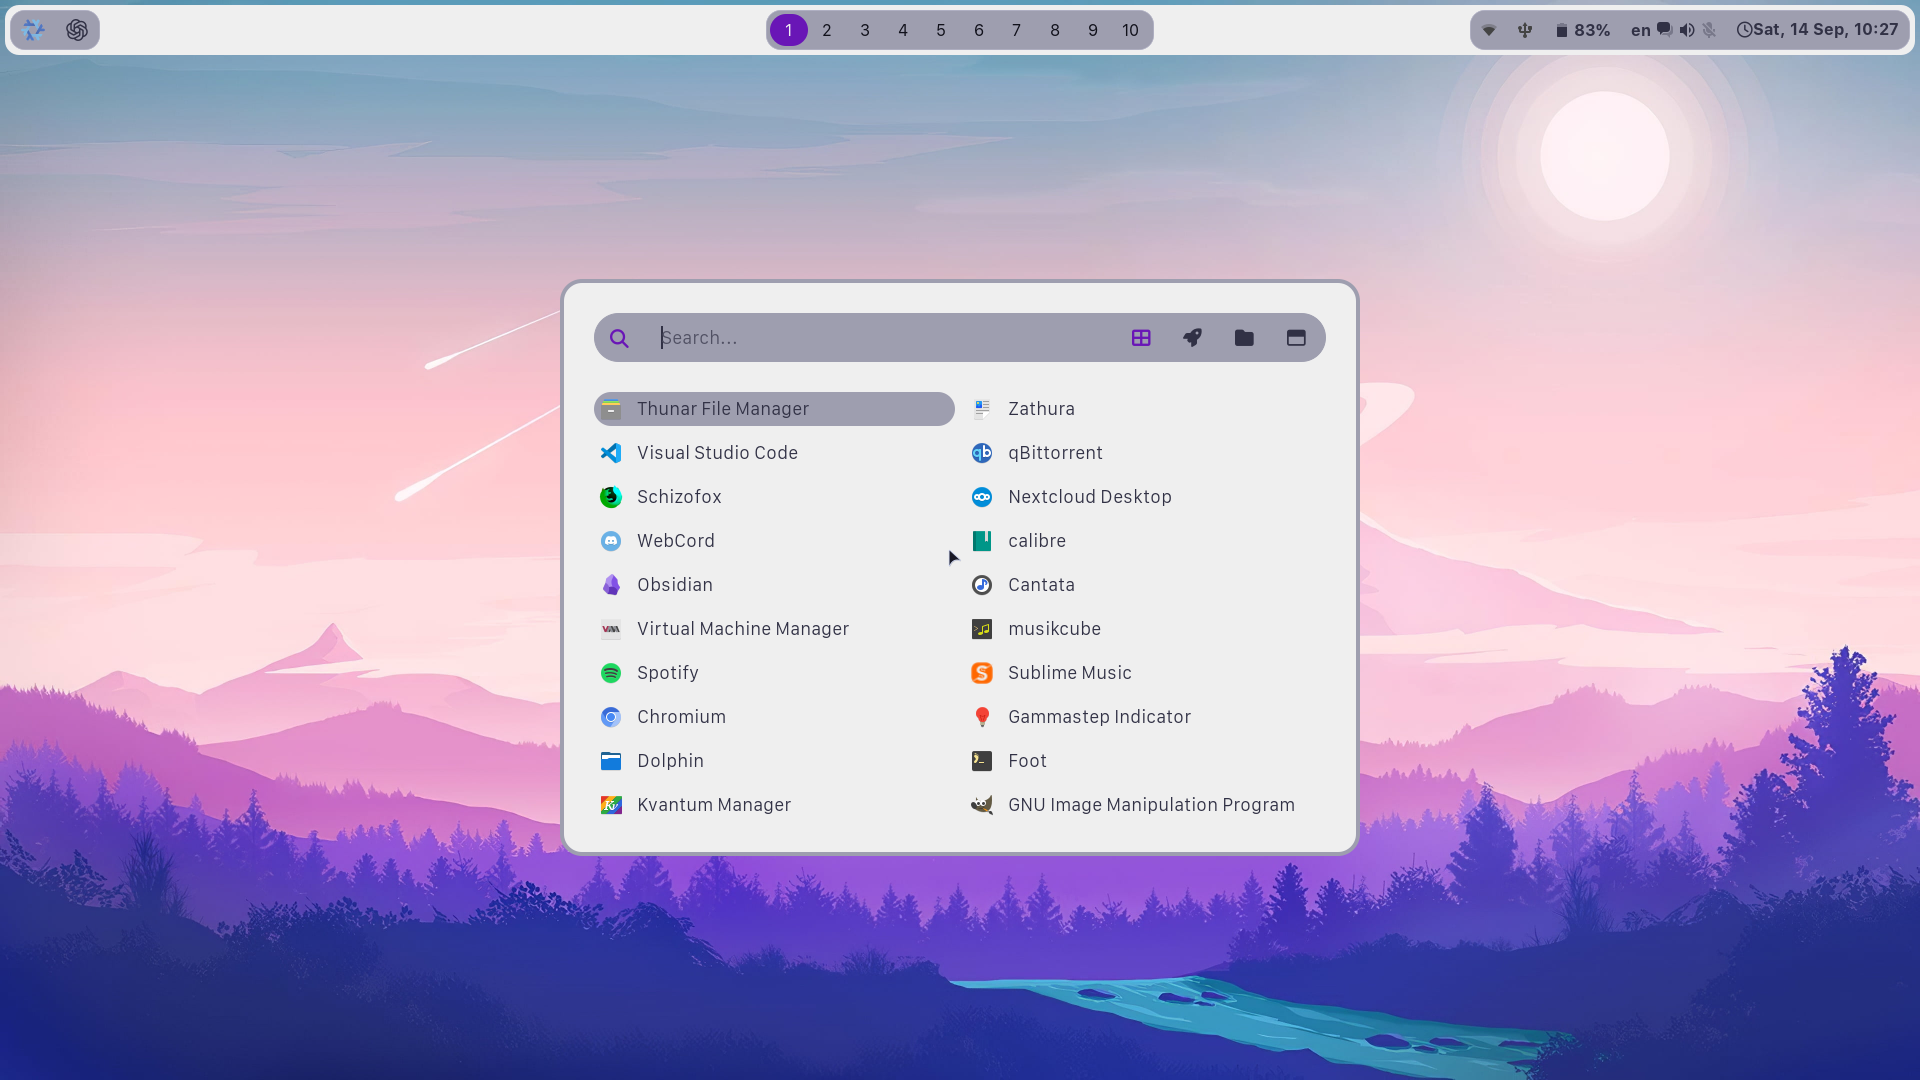 1 2 3 4 5 6 7 8 9 10
83% en Sat, 14 Sep, 10:27
Search...
Thunar File Manager
Visual Studio Code
Schizofox
WebCord
Obsidian
Virtual Machine Manager
Spotify
Chromium
Dolphin
Kvantum Manager
Zathura
qBittorrent
Nextcloud Desktop
calibre
Cantata
musikcube
Sublime Music
Gammastep Indicator
Foot
GNU Image Manipulation Program